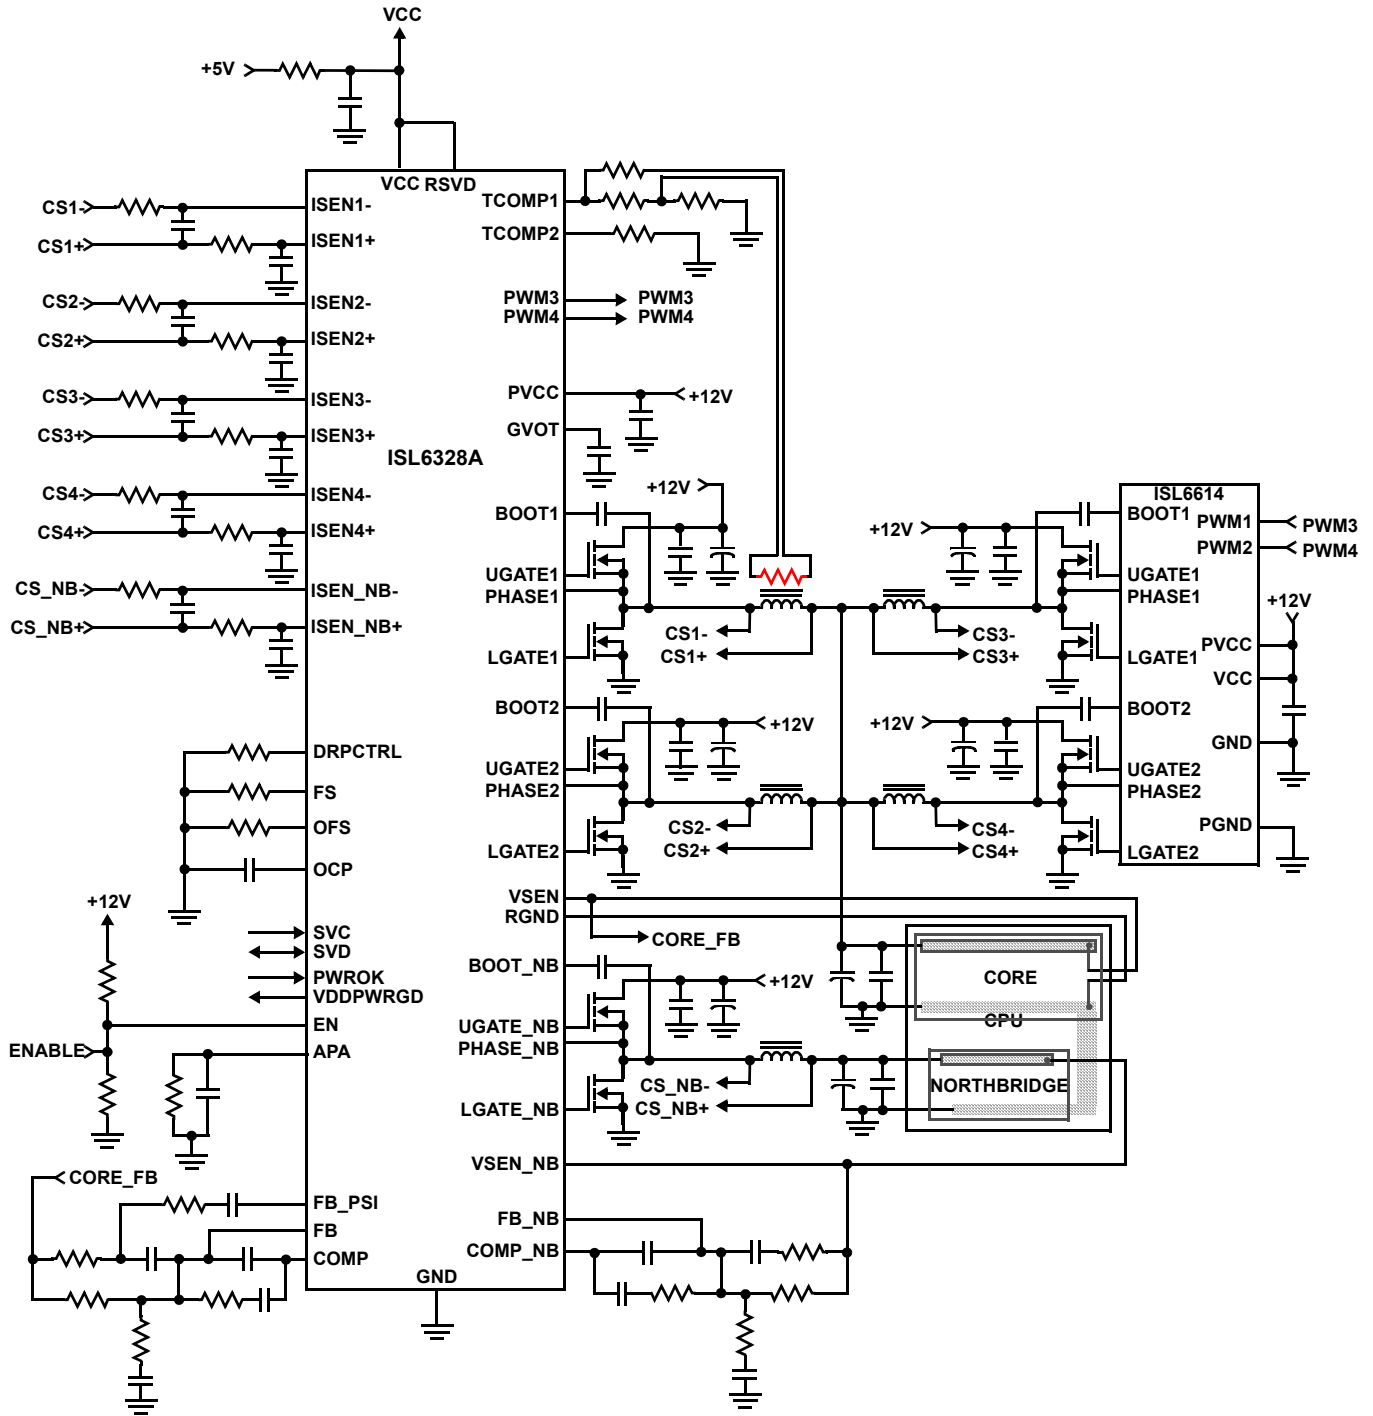 VCC
+5V
VCC RSVD
CS1-
ISEN1-
CS1+
ISEN1+
CS2-
ISEN2-
CS2+
ISEN2+
CS3-
ISEN3-
CS3+
ISEN3+
CS4-
ISEN4-
CS4+
ISEN4+
CS_NB-
ISEN_NB-
CS_NB+
ISEN_NB+
DRPCTRL
FS
OFS
OCP
+12V
SVC
SVD
PWROK
VDDPWRGD
EN
ENABLE
APA
CORE_FB
FB_PSI
FB
COMP
GND
ISL6328A
TCOMP1
TCOMP2
PWM3 PWM3
PWM4 PWM4
PVCC
+12V
GVOT
+12V
BOOT1
UGATE1
PHASE1
CS1-
CS1+
LGATE1
BOOT2
+12V
UGATE2
PHASE2
CS2-
CS2+
LGATE2
VSEN
RGND
CORE_FB
BOOT_NB
+12V
UGATE_NB
PHASE_NB
CS_NB-
CS_NB+
LGATE_NB
VSEN_NB
FB_NB
COMP_NB
+12V
CS3-
CS3+
+12V
CS4-
CS4+
ISL6614
BOOT1
PWM1
PWM3
PWM2
PWM4
UGATE1
PHASE1
+12V
LGATE1
PVCC
VCC
BOOT2
GND
UGATE2
PHASE2
PGND
LGATE2
CORE
CPU
NORTHBRIDGE